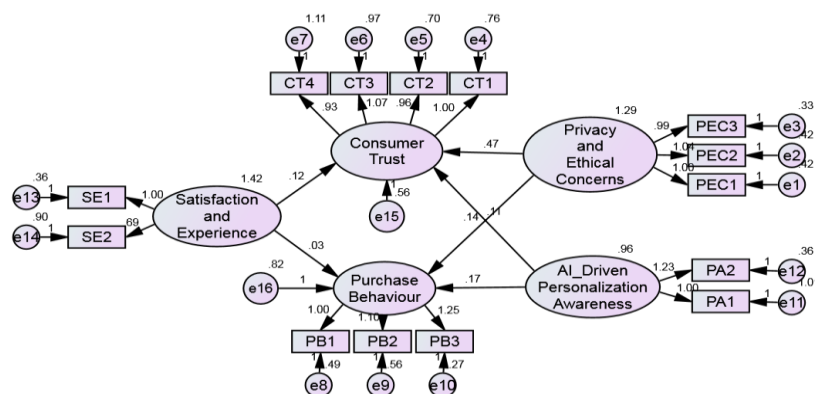 1.11 .97 .70 .76
e7 e6 e5 e4
1 1 1 1
CT4 CT3 CT2 CT1
.93 1.07 .96 1.00
1.29
.33
Consumer
Trust
.47
Privacy
and
Ethical
Concerns
.99 PEC3 1 e3
1.04 PEC2 1 e2 .42
1.00 PEC1 1 e1 .42
.36
e13 1 SE1 1.00
.90
e14 1 SE2 .69
1.42
Satisfaction
and
Experience
.12
1 .56
e15
.14 .11
.03
.82
e16 1
Purchase
Behaviour
.17
.96
AI_Driven
Personalization
Awareness
.36
1.23 PA2 1 e12
1.00 PA1 1 e11 1.0
1.00 1.10 1.25
PB1 PB2 PB3
1 .49 1 .56 1 .27
e8 e9 e10